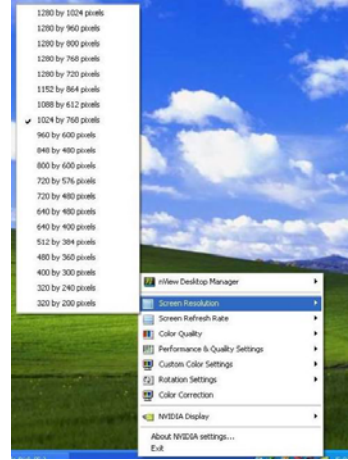 1280 by 1024 pixels
1280 by 960 pixels
1280 by 800 pixels
1280 by 768 pixels
1280 by 720 pixels
1152 by 864 pixels
1088 by 612 pixels
1024 by 768 pixels
960 by 600 pixels
848 by 480 pixels
800 by 600 pixels
720 by 576 pixels
720 by 480 pixels
640 by 480 pixels
640 by 400 pixels
512 by 384 pixels
480 by 360 pixels
400 by 300 pixels
320 by 240 pixels
320 by 200 pixels
nView Desktop Manager
Screen Resolution
Screen Refresh Rate
Color Quality
Performance & Quality Settings
Custom Color Settings
Rotation Settings
Color Correction
NVIDIA Display
About NVIDIA settings...
Exit